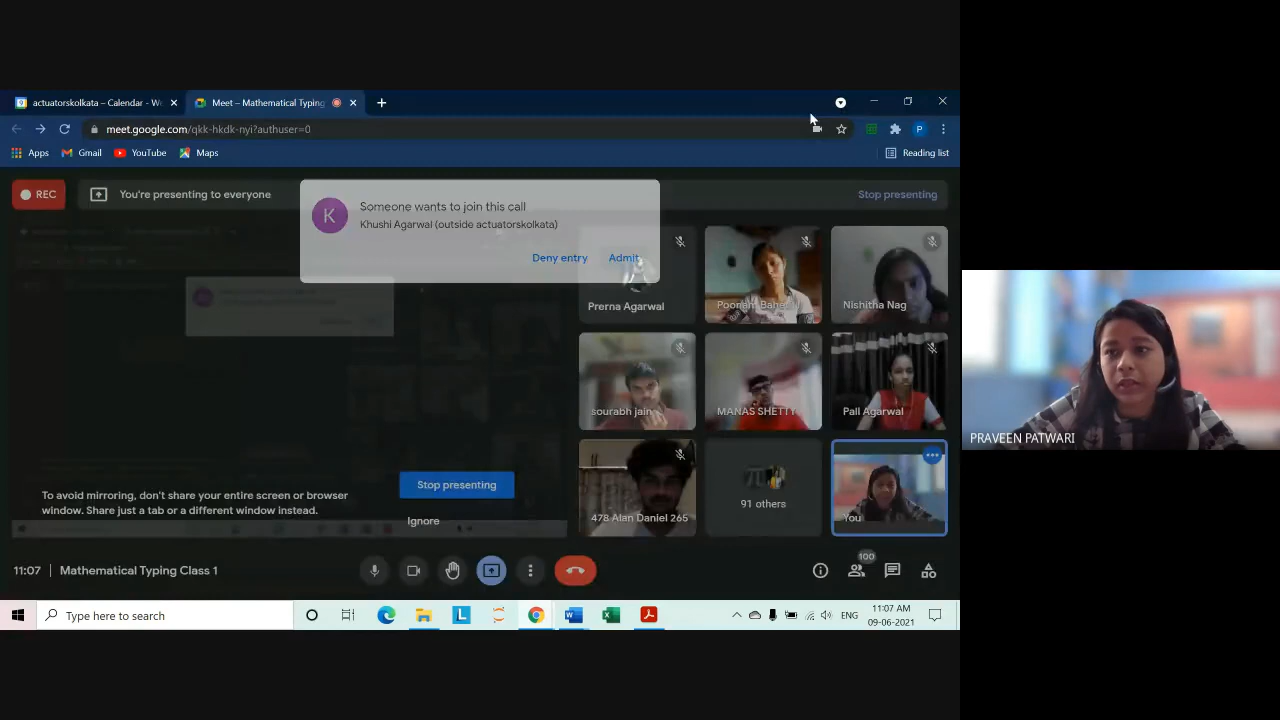 actuatorskolkata – Calendar - We
Meet – Mathematical Typing
meet.google.com/qkk-hkdk-nyi?authuser=0
P
Apps
Gmail
YouTube
Maps
Reading list
REC
You're presenting to everyone
Stop presenting
K
Someone wants to join this call
Khushi Agarwal (outside actuatorskolkata)
Deny entry
Admit
Prerna Agarwal
Nishitha Nag
sourabh jain
MANAS SHETTY
Pall Agarwal
PRAVEEN PATWARI
To avoid mirroring, don't share your entire screen or browser
window. Share just a tab or a different window instead.
Stop presenting
Ignore
478 Alan Daniel 265
91 others
You
11:07
Mathematical Typing Class 1
100
Type here to search
ENG
11:07 AM
09-06-2021